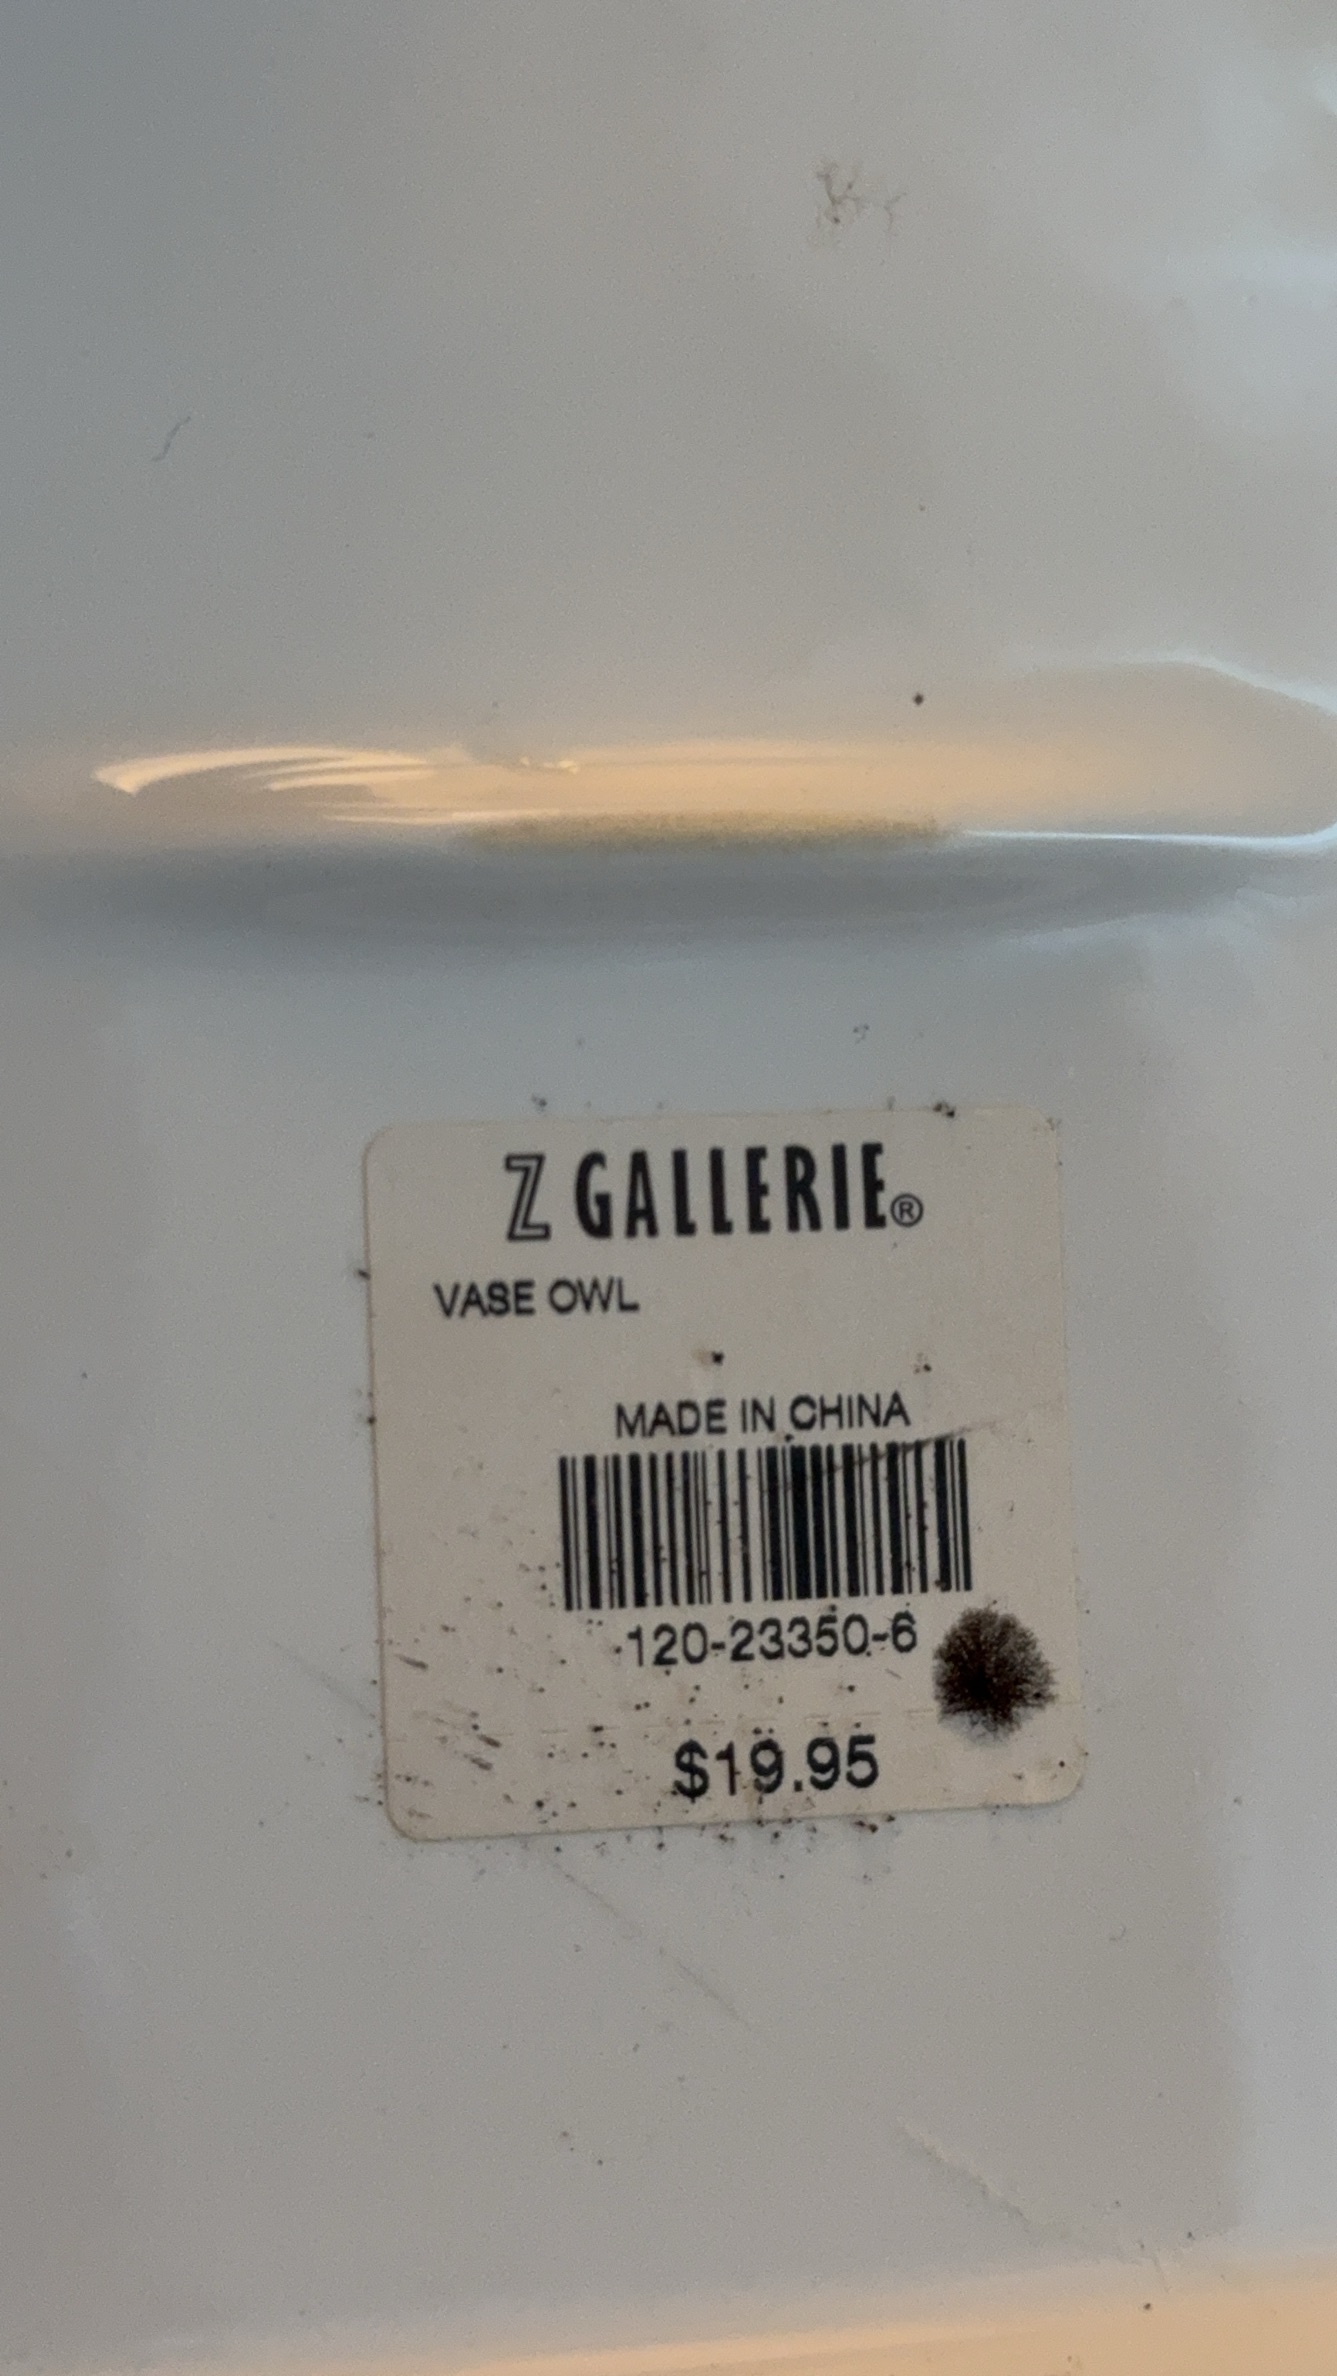 Z GALLERIE®
VASE OWL
MADE IN CHINA
120-23350-6
$19.95